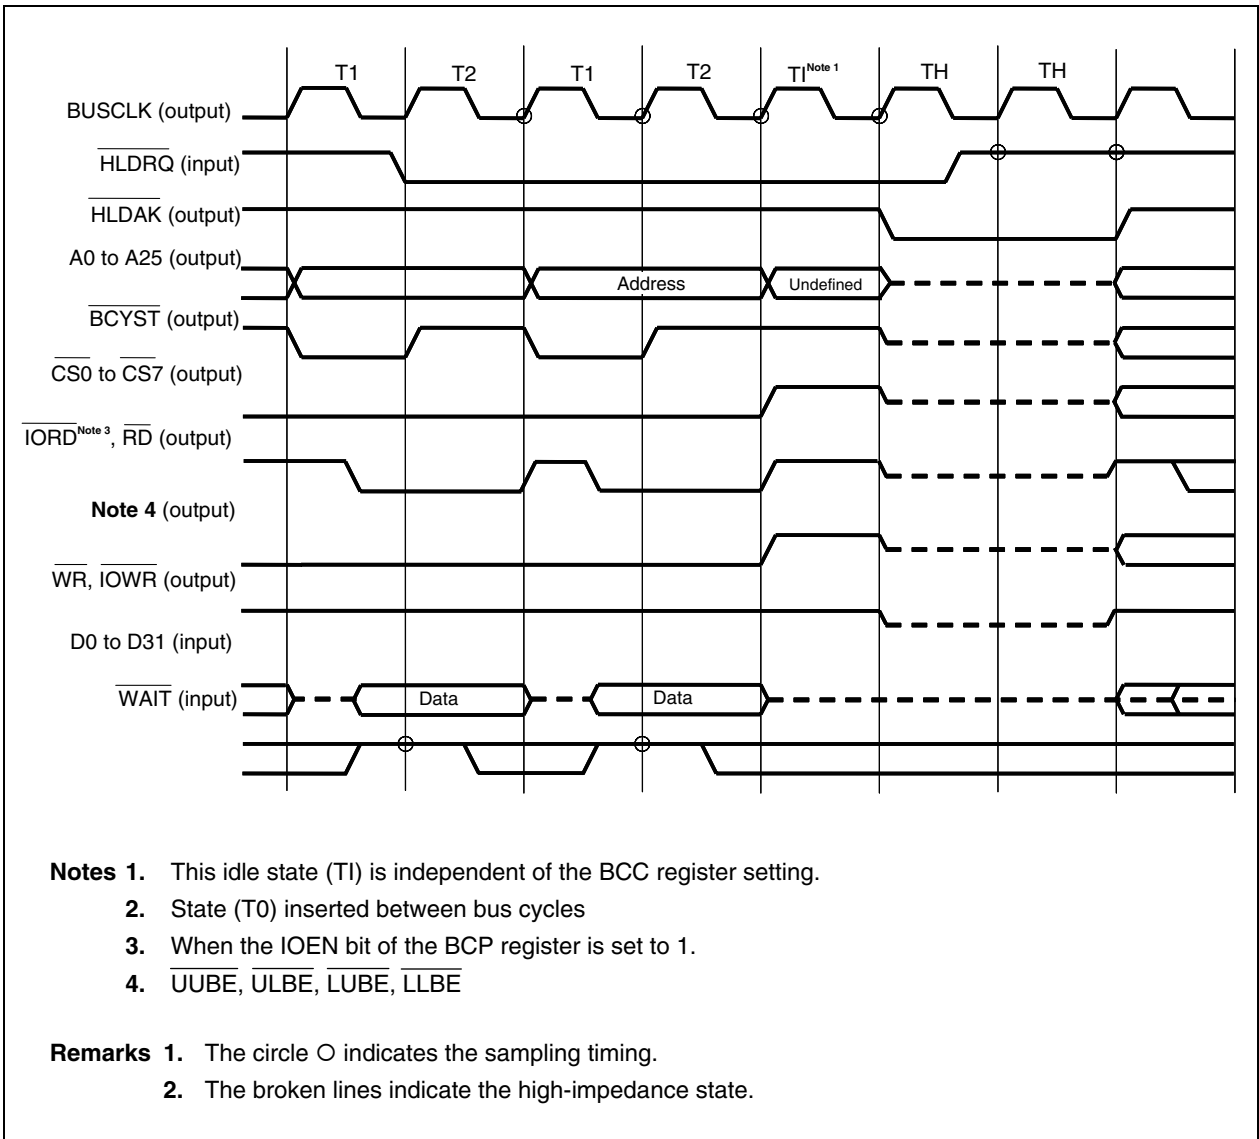 T1 T2 T1 T2 TI Note 1 TH TH
BUSCLK (output)
HLDRQ (input)
HLDAK (output)
A0 to A25 (output)
Address Undefined
BCYST (output)
CS0 to CS7 (output)
IORD Note 3, RD (output)
Note 4 (output)
WR, IOWR (output)
D0 to D31 (input)
WAIT (input)
Data Data
Notes 1. This idle state (TI) is independent of the BCC register setting.
2. State (T0) inserted between bus cycles
3. When the IOEN bit of the BCP register is set to 1.
4. UUBE, ULBE, LUBE, LLBE
Remarks 1. The circle O indicates the sampling timing.
2. The broken lines indicate the high-impedance state.